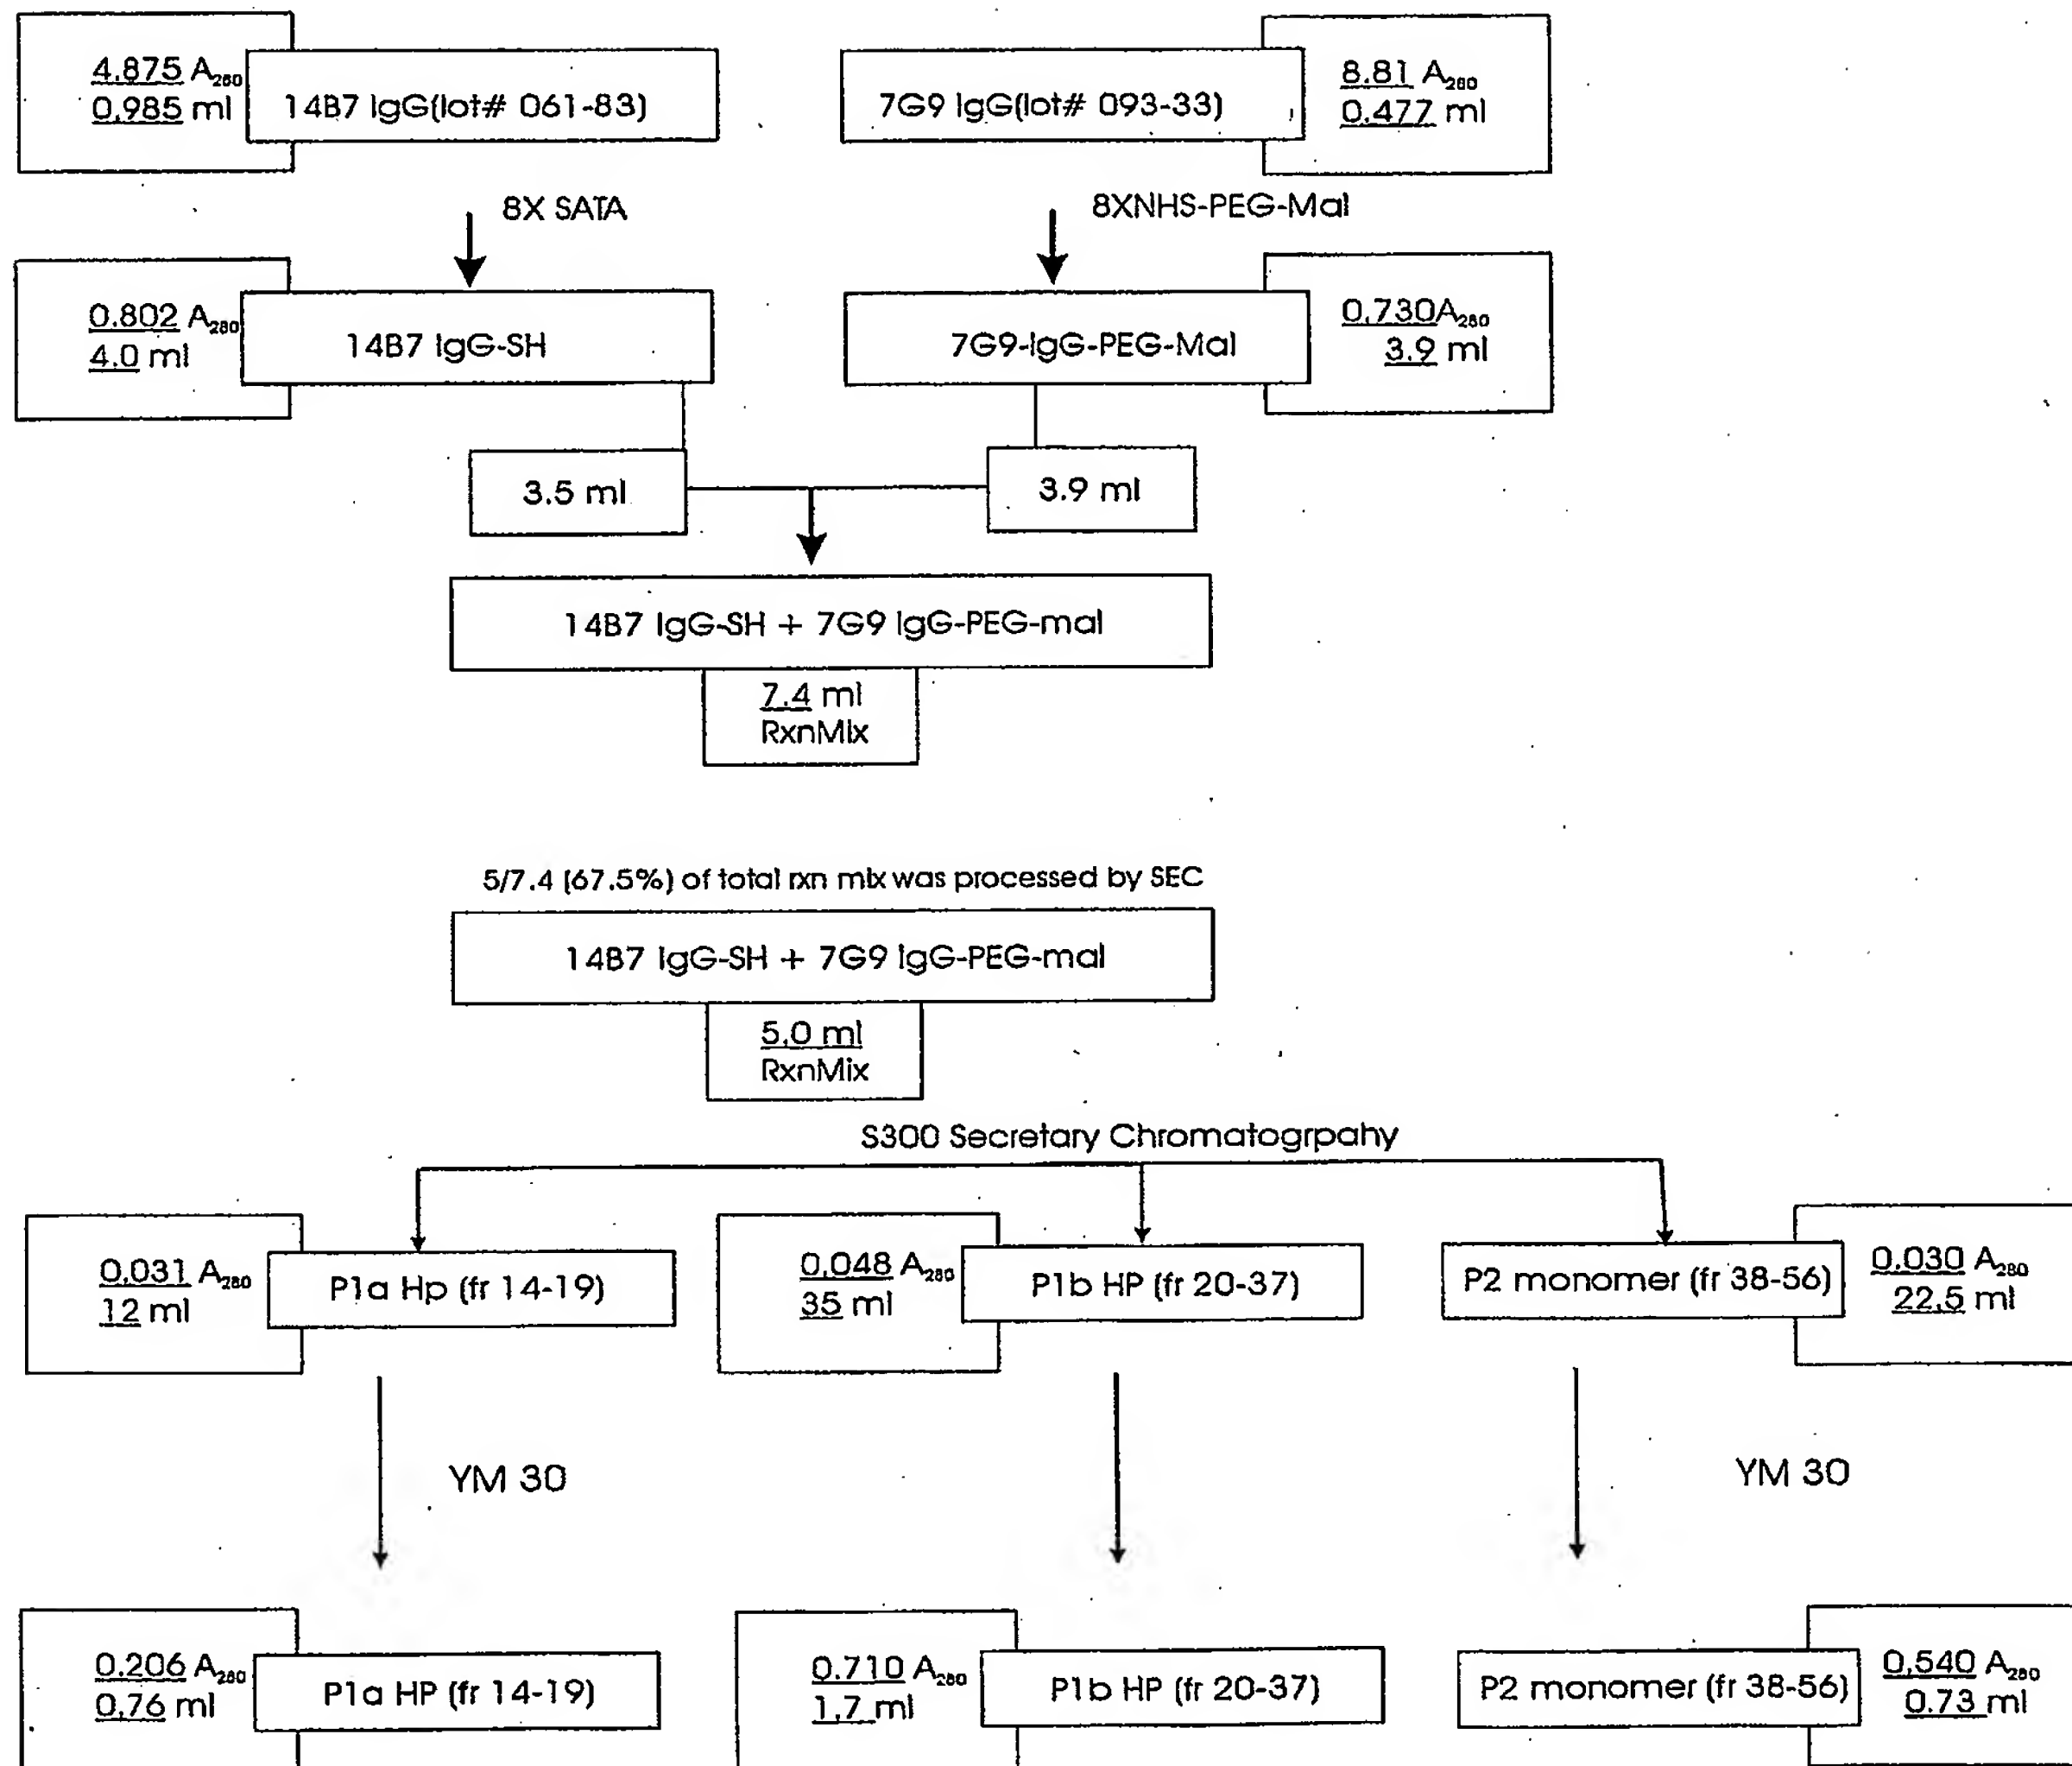 4.875 A280
0.985 ml
14B7 IgG(lot# 061-83)
7G9 IgG(lot# 093-33)
8.81 A280
0.477 ml
8X SATA
8XNHS-PEG-Mal
0.802 A280
4.0 ml
14B7 IgG-SH
7G9-IgG-PEG-Mal
0.730A280
3.9 ml
3.5 ml
3.9 ml
14B7 IgG-SH + 7G9 IgG-PEG-mal
7.4 ml
RxnMix
5/7.4 (67.5%) of total rxn mix was processed by SEC
14B7 IgG-SH + 7G9 IgG-PEG-mal
5.0 ml
RxnMix
S300 Secretary Chromatogrpahy
0.031 A280
12 ml
P1a Hp (fr 14-19)
0.048 A280
35 ml
P1b HP (fr 20-37)
P2 monomer (fr 38-56)
0.030 A280
22.5 ml
YM 30
YM 30
0.206 A280
0.76 ml
P1a HP (fr 14-19)
0.710 A280
1.7 ml
P1b HP (fr 20-37)
P2 monomer (fr 38-56)
0.540 A280
0.73 ml